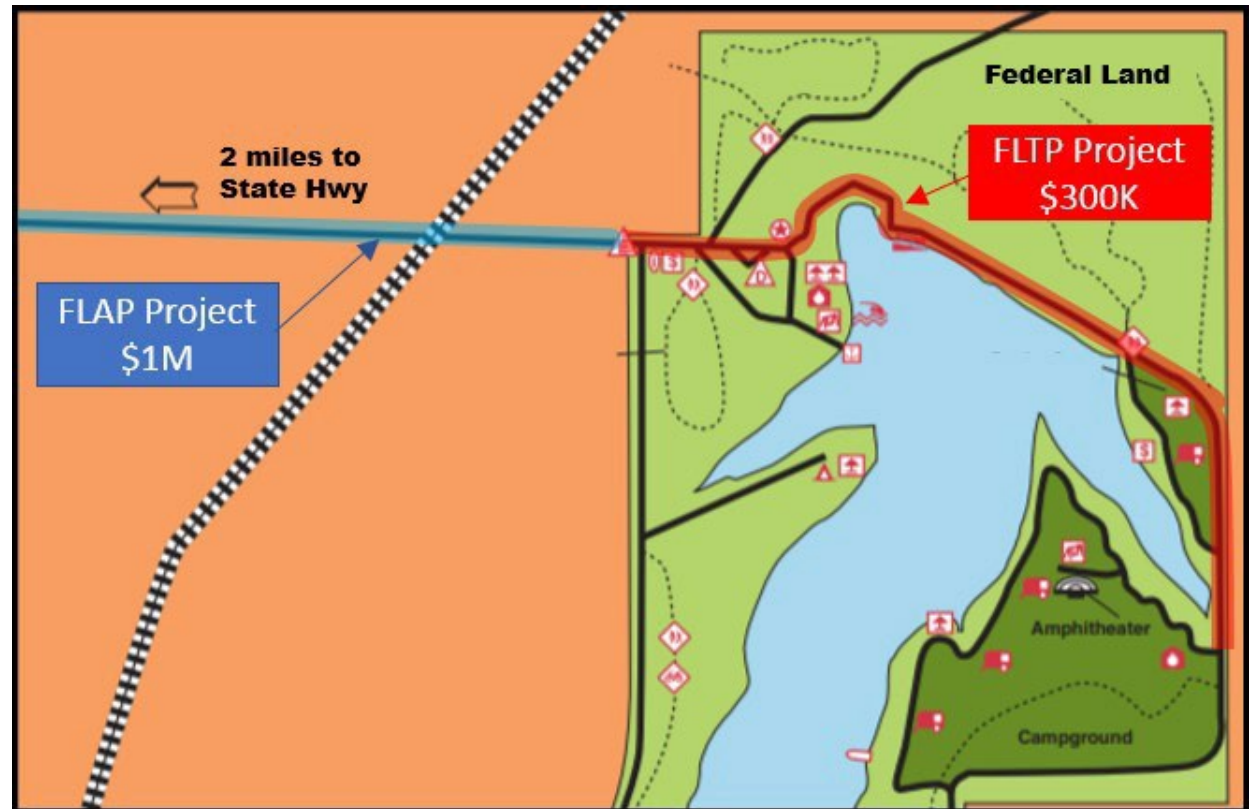 Federal Land
2 miles to
State Hwy
FLTP Project
$300K
FLAP Project
$1M
Amphitheater
Campground